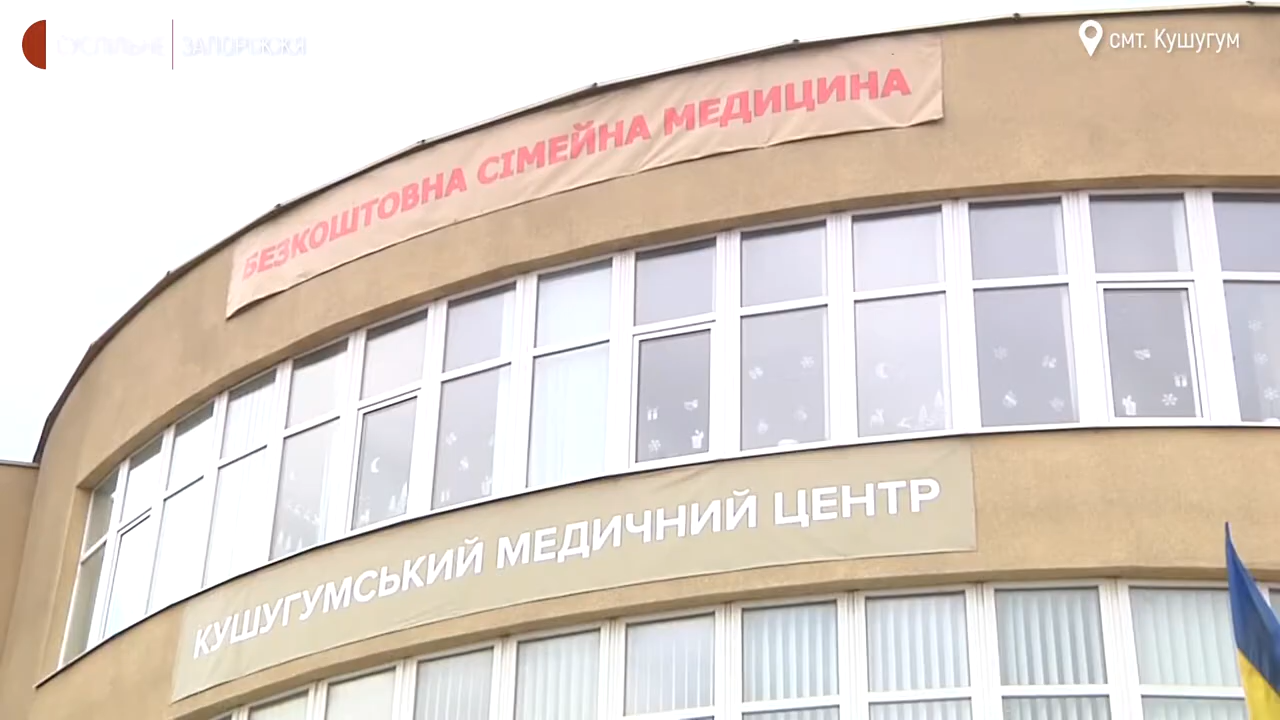 СУСПІЛЬНЕ ЗАПОРІЖЖЯ
смт. Кушугум
БЕЗКОШТОВНА СІМЕЙНА МЕДИЦИНА
КУШУГУМСЬКИЙ МЕДИЧНИЙ ЦЕНТР